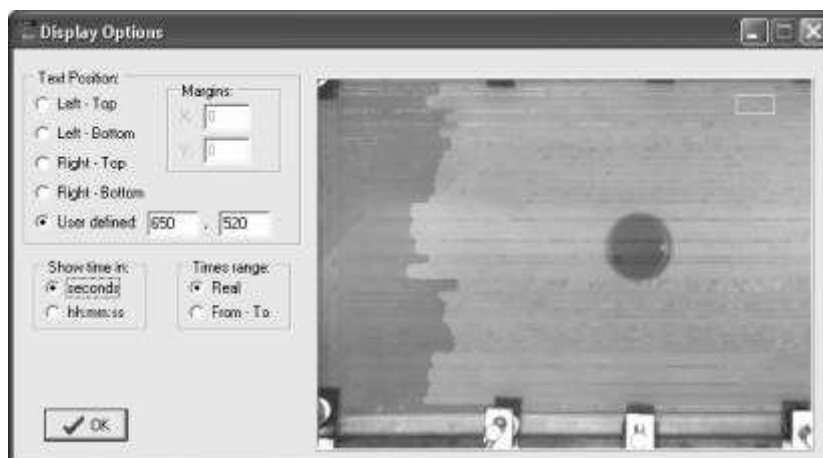 Display Options
Text Position:
Left - Top
Left - Bottom
Right - Top
Right - Bottom
User defined: 650 , 520
Margins:
X: 0
Y: 0
Show time in:
seconds
hh:mm:ss
Times range:
Real
From - To
OK